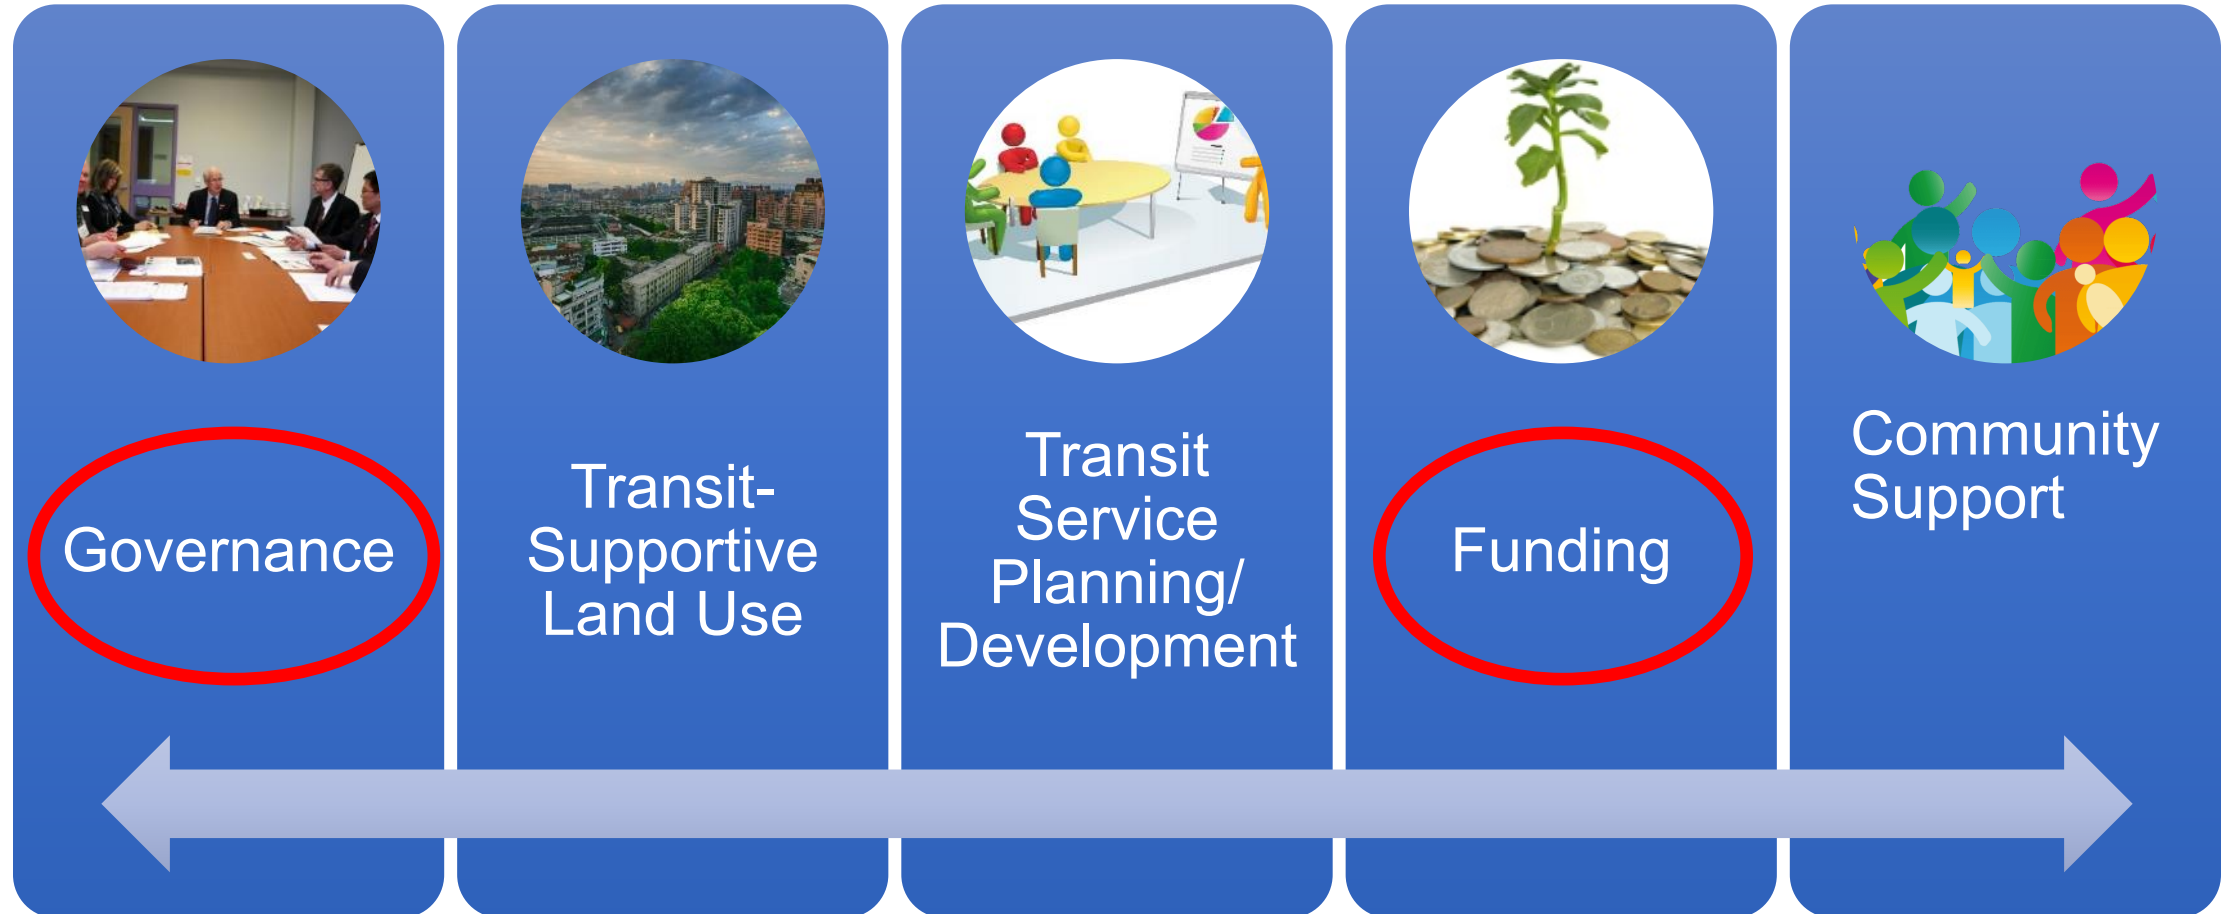 Governance
Transit-
Supportive
Land Use
Transit
Service
Planning/
Development
Funding
Community
Support